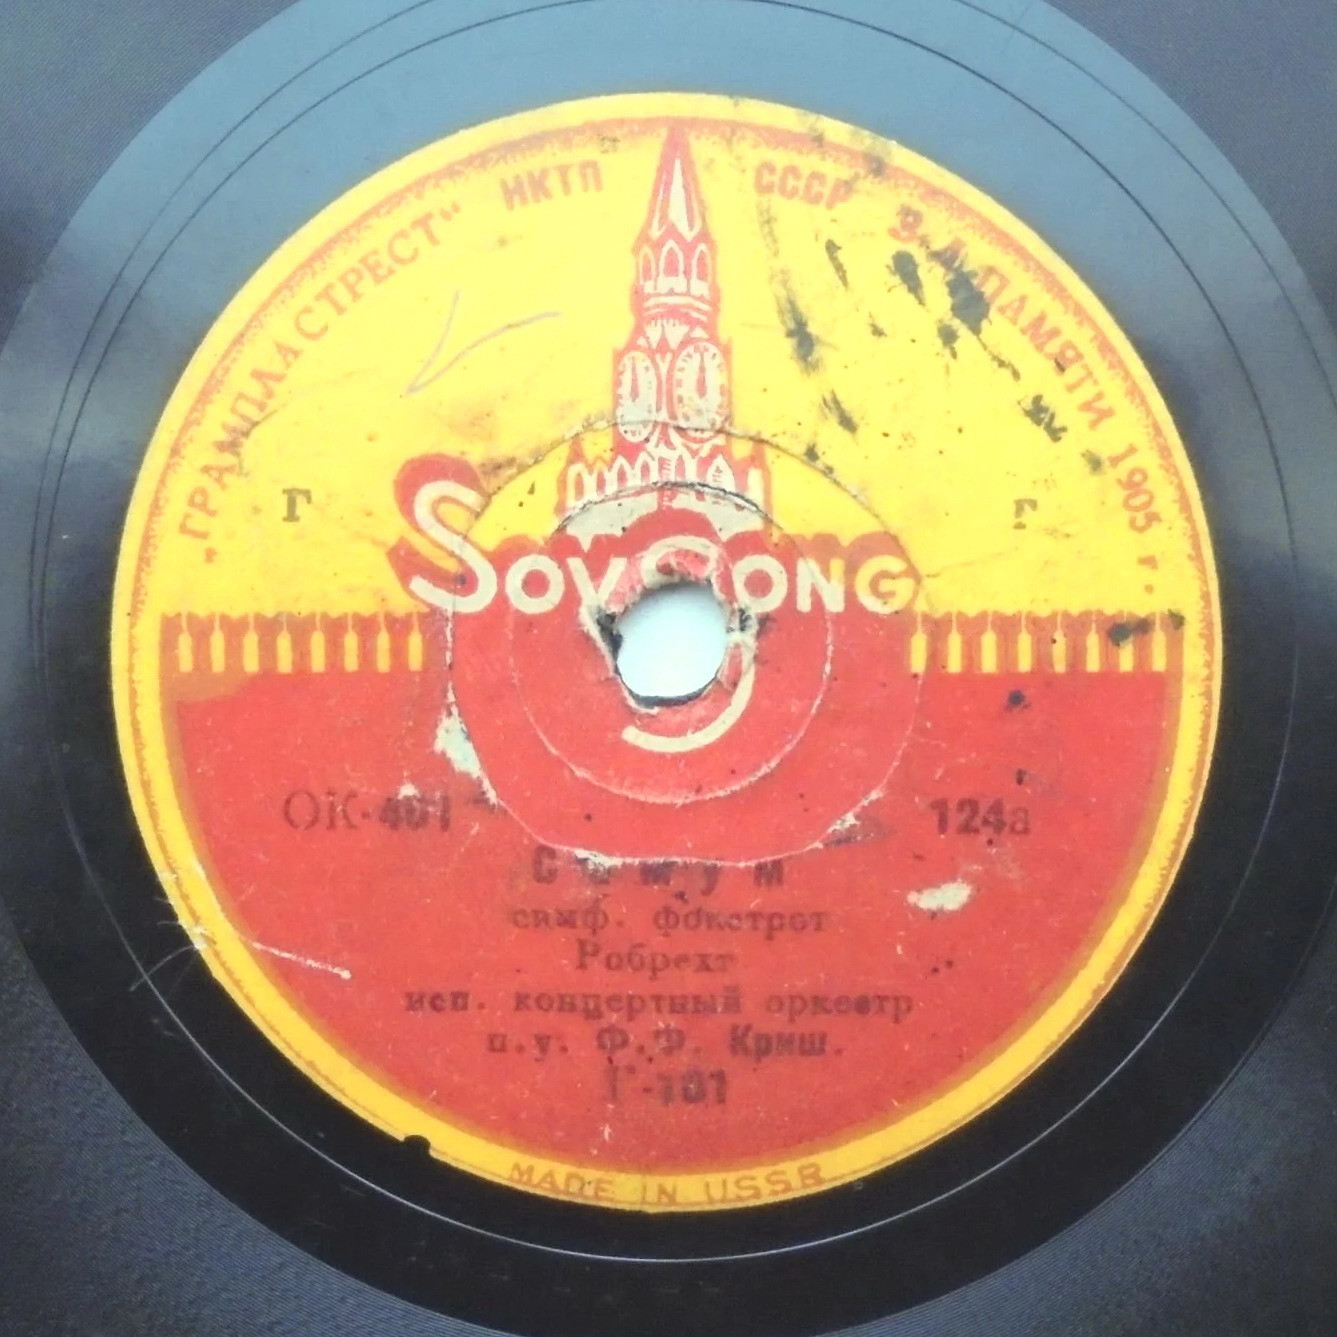 „ГРАМПЛАСТРЕСТ“ НКТП СССР З-Д ПАМЯТИ 1905 г.
Г Г
SovSong
ОК-401 124а
Самум
симф. фокстрот
Робрехт
исп. концертный оркестр
п.у. Ф.Ф. Криш.
Г-101
MADE IN USSR